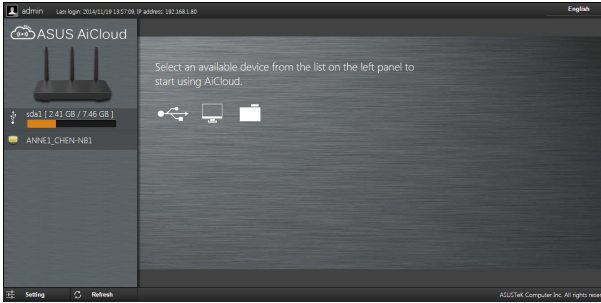 admin Last login: 2014/11/19 13:57:09, IP address: 192.168.1.80
English
ASUS AiCloud
Select an available device from the list on the left panel to
start using AiCloud.
sda1 [ 2.41 GB / 7.46 GB ]
ANNE1_CHEN-NB1
Setting
Refresh
ASUSTeK Computer Inc. All rights reser